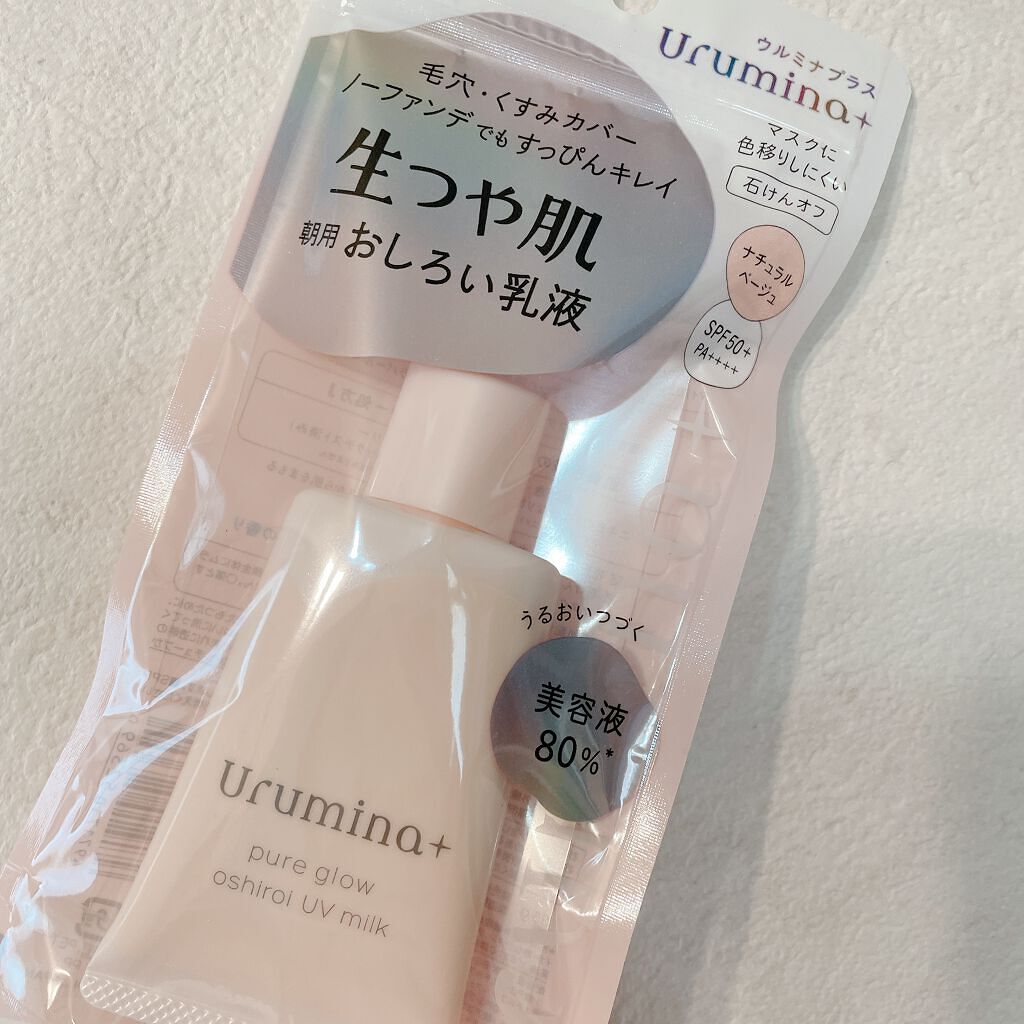 ウルミナプラス
Urumina+
マスクに
色移りしにくい
石けんオフ
ナチュラル
ベージュ
SPF50+
PA++++
毛穴・くすみカバー
ノーファンデでもすっぴんキレイ
生つや肌
朝用 おしろい乳液
うるおいつづく
美容液
80%*
Urumina+
pure glow
oshiroi UV milk